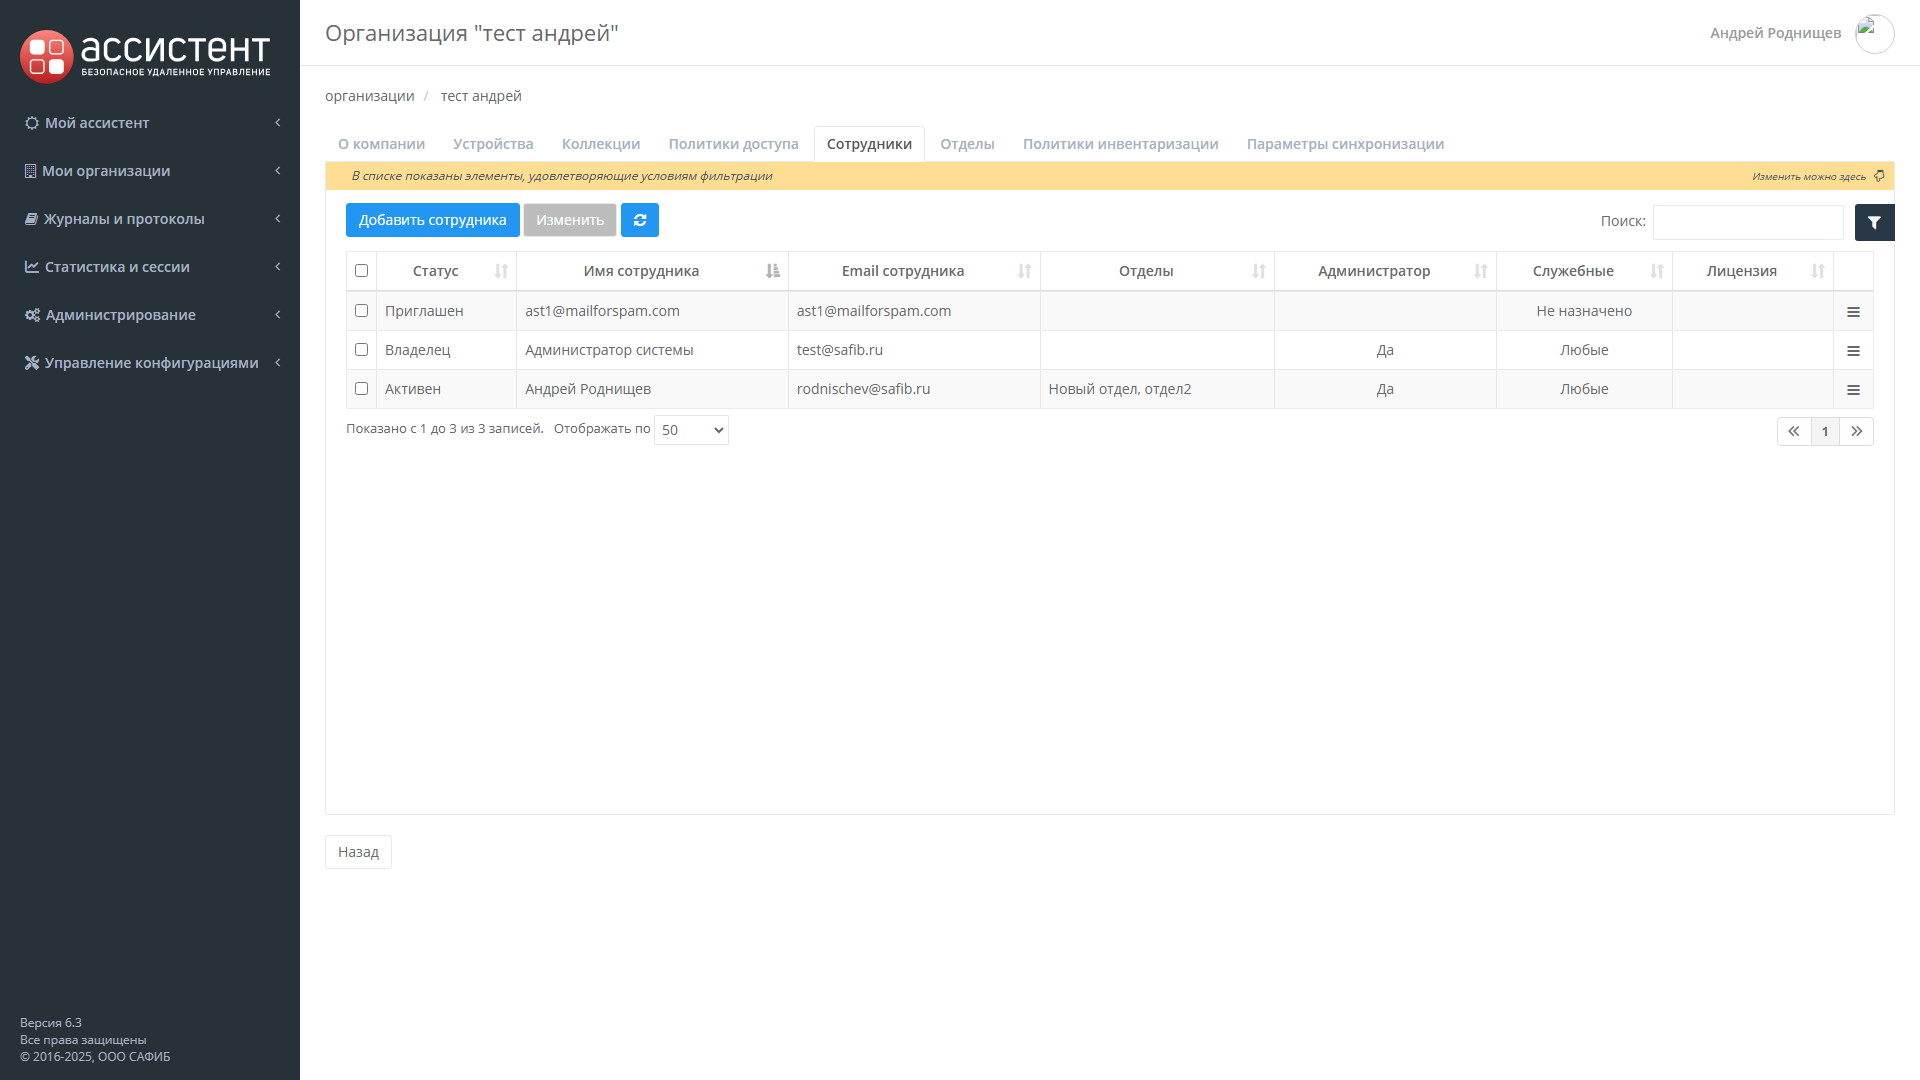 ассистент
БЕЗОПАСНОЕ УДАЛЕННОЕ УПРАВЛЕНИЕ
Мой ассистент
Мои организации
Журналы и протоколы
Статистика и сессии
Администрирование
Управление конфигурациями
Версия 6.3
Все права защищены
© 2016-2025, ООО САФИБ
Организация "тест андрей"
Андрей Роднищев
организации / тест андрей
О компании Устройства Коллекции Политики доступа Сотрудники Отделы Политики инвентаризации Параметры синхронизации
В списке показаны элементы, удовлетворяющие условиям фильтрации Изменить можно здесь
Добавить сотрудника Изменить Поиск:
Статус Имя сотрудника Email сотрудника Отделы Администратор Служебные Лицензия
Приглашен ast1@mailforspam.com ast1@mailforspam.com Не назначено
Владелец Администратор системы test@safib.ru Да Любые
Активен Андрей Роднищев rodnischev@safib.ru Новый отдел, отдел2 Да Любые
Показано с 1 до 3 из 3 записей. Отображать по 50 « 1 »
Назад